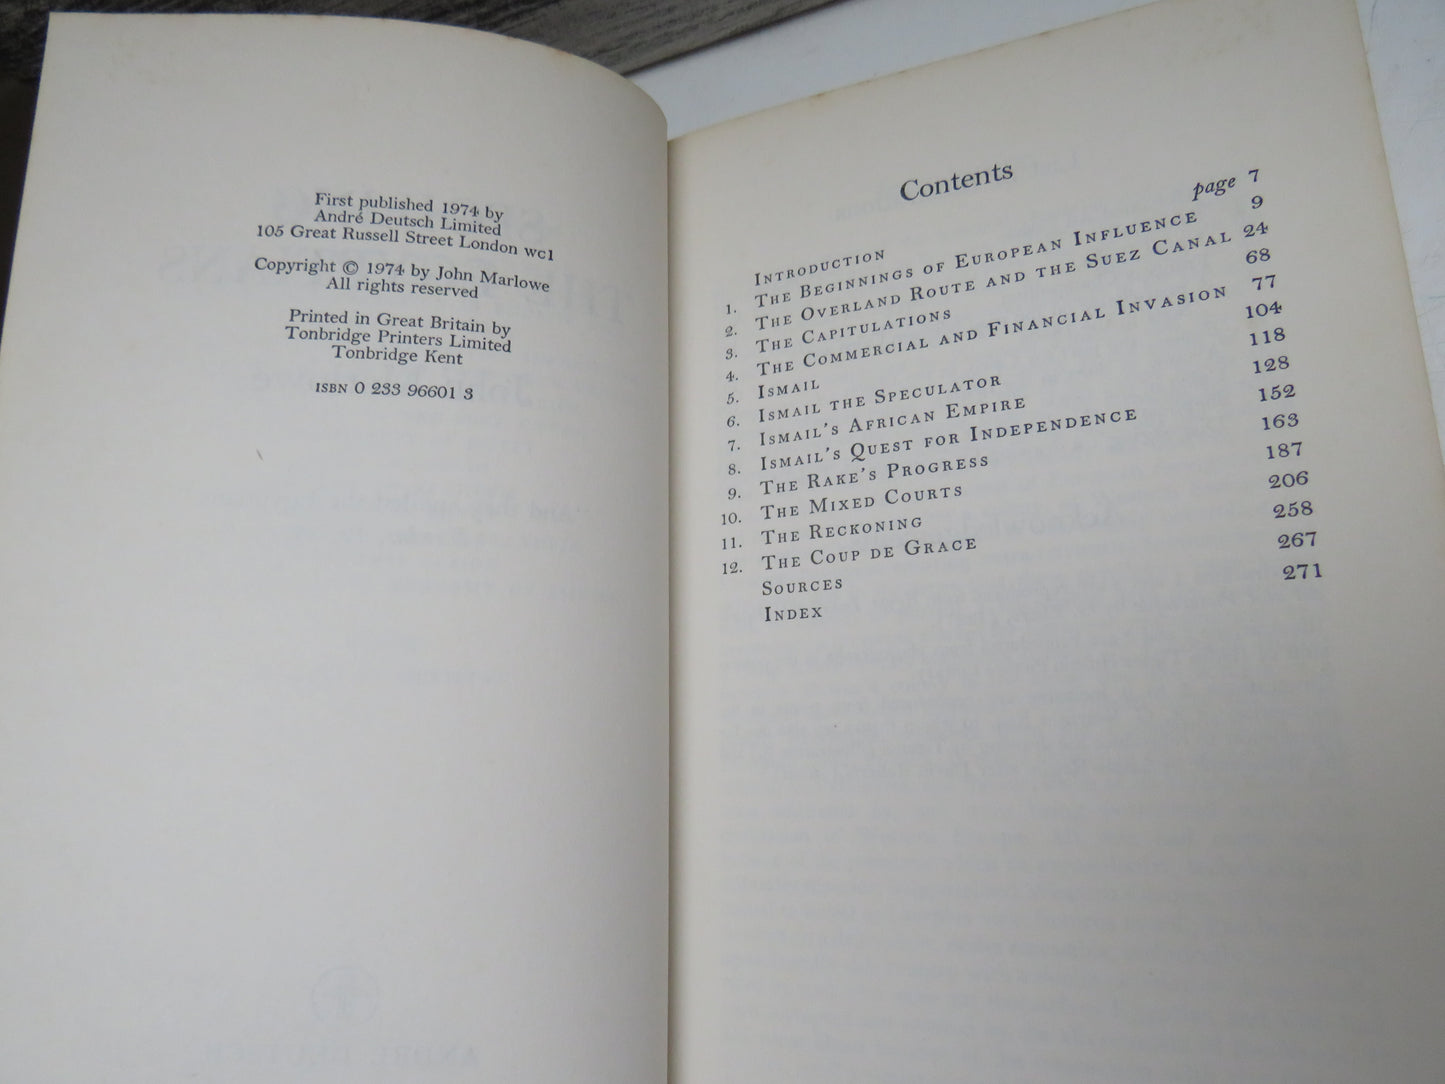 First published 1974 by
André Deutsch Limited
105 Great Russell Street London WC1
Copyright © 1974 by John Marlowe
All rights reserved
Printed in Great Britain by
Tonbridge Printers Limited
Tonbridge Kent
ISBN 0 233 96601 3
Contents
Introduction page 7
1. The Beginnings of European Influence 9
2. The Overland Route and the Suez Canal 24
3. The Capitulations 68
4. The Commercial and Financial Invasion 77
5. Ismail 104
6. Ismail the Speculator 118
7. Ismail's African Empire 128
8. Ismail's Quest for Independence 152
9. The Rake's Progress 163
10. The Mixed Courts 187
11. The Reckoning 206
12. The Coup de Grace 258
Sources 267
Index 271